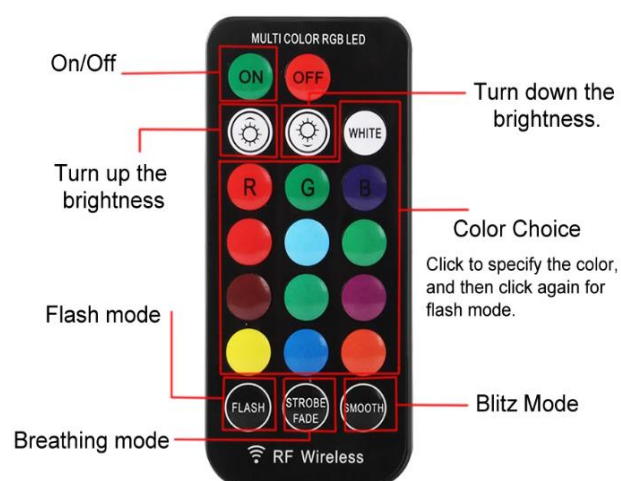 MULTI COLOR RGB LED
On/Off
ON
OFF
Turn down the
brightness.
WHITE
Turn up the
brightness
R
G
B
Color Choice
Click to specify the color,
and then click again for
flash mode.
Flash mode
FLASH
STROBE
FADE
SMOOTH
Blitz Mode
Breathing mode
RF Wireless